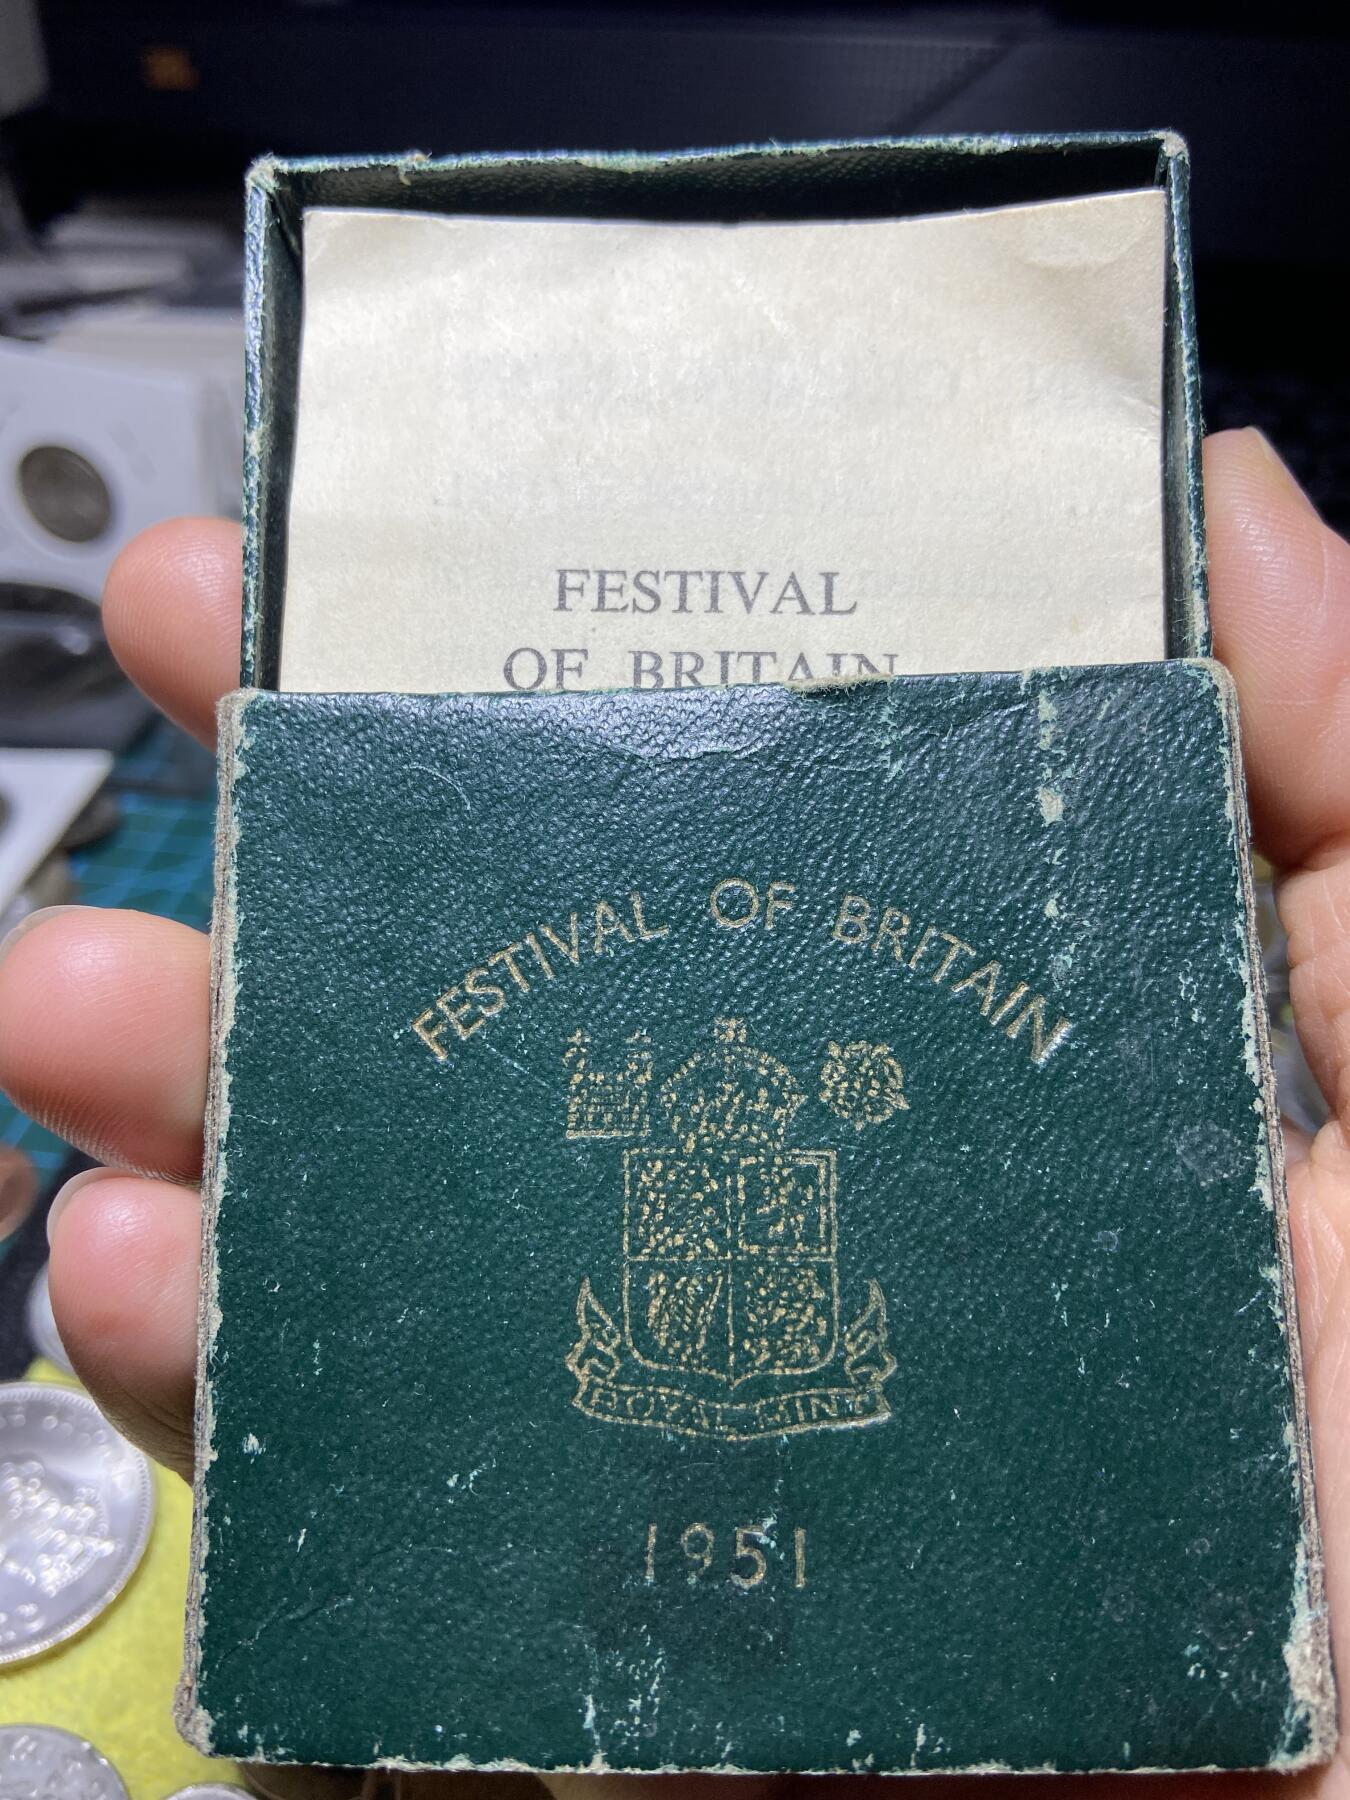 FESTIVAL
OF BRITAIN
FESTIVAL OF BRITAIN
ROYAL MINT
1951